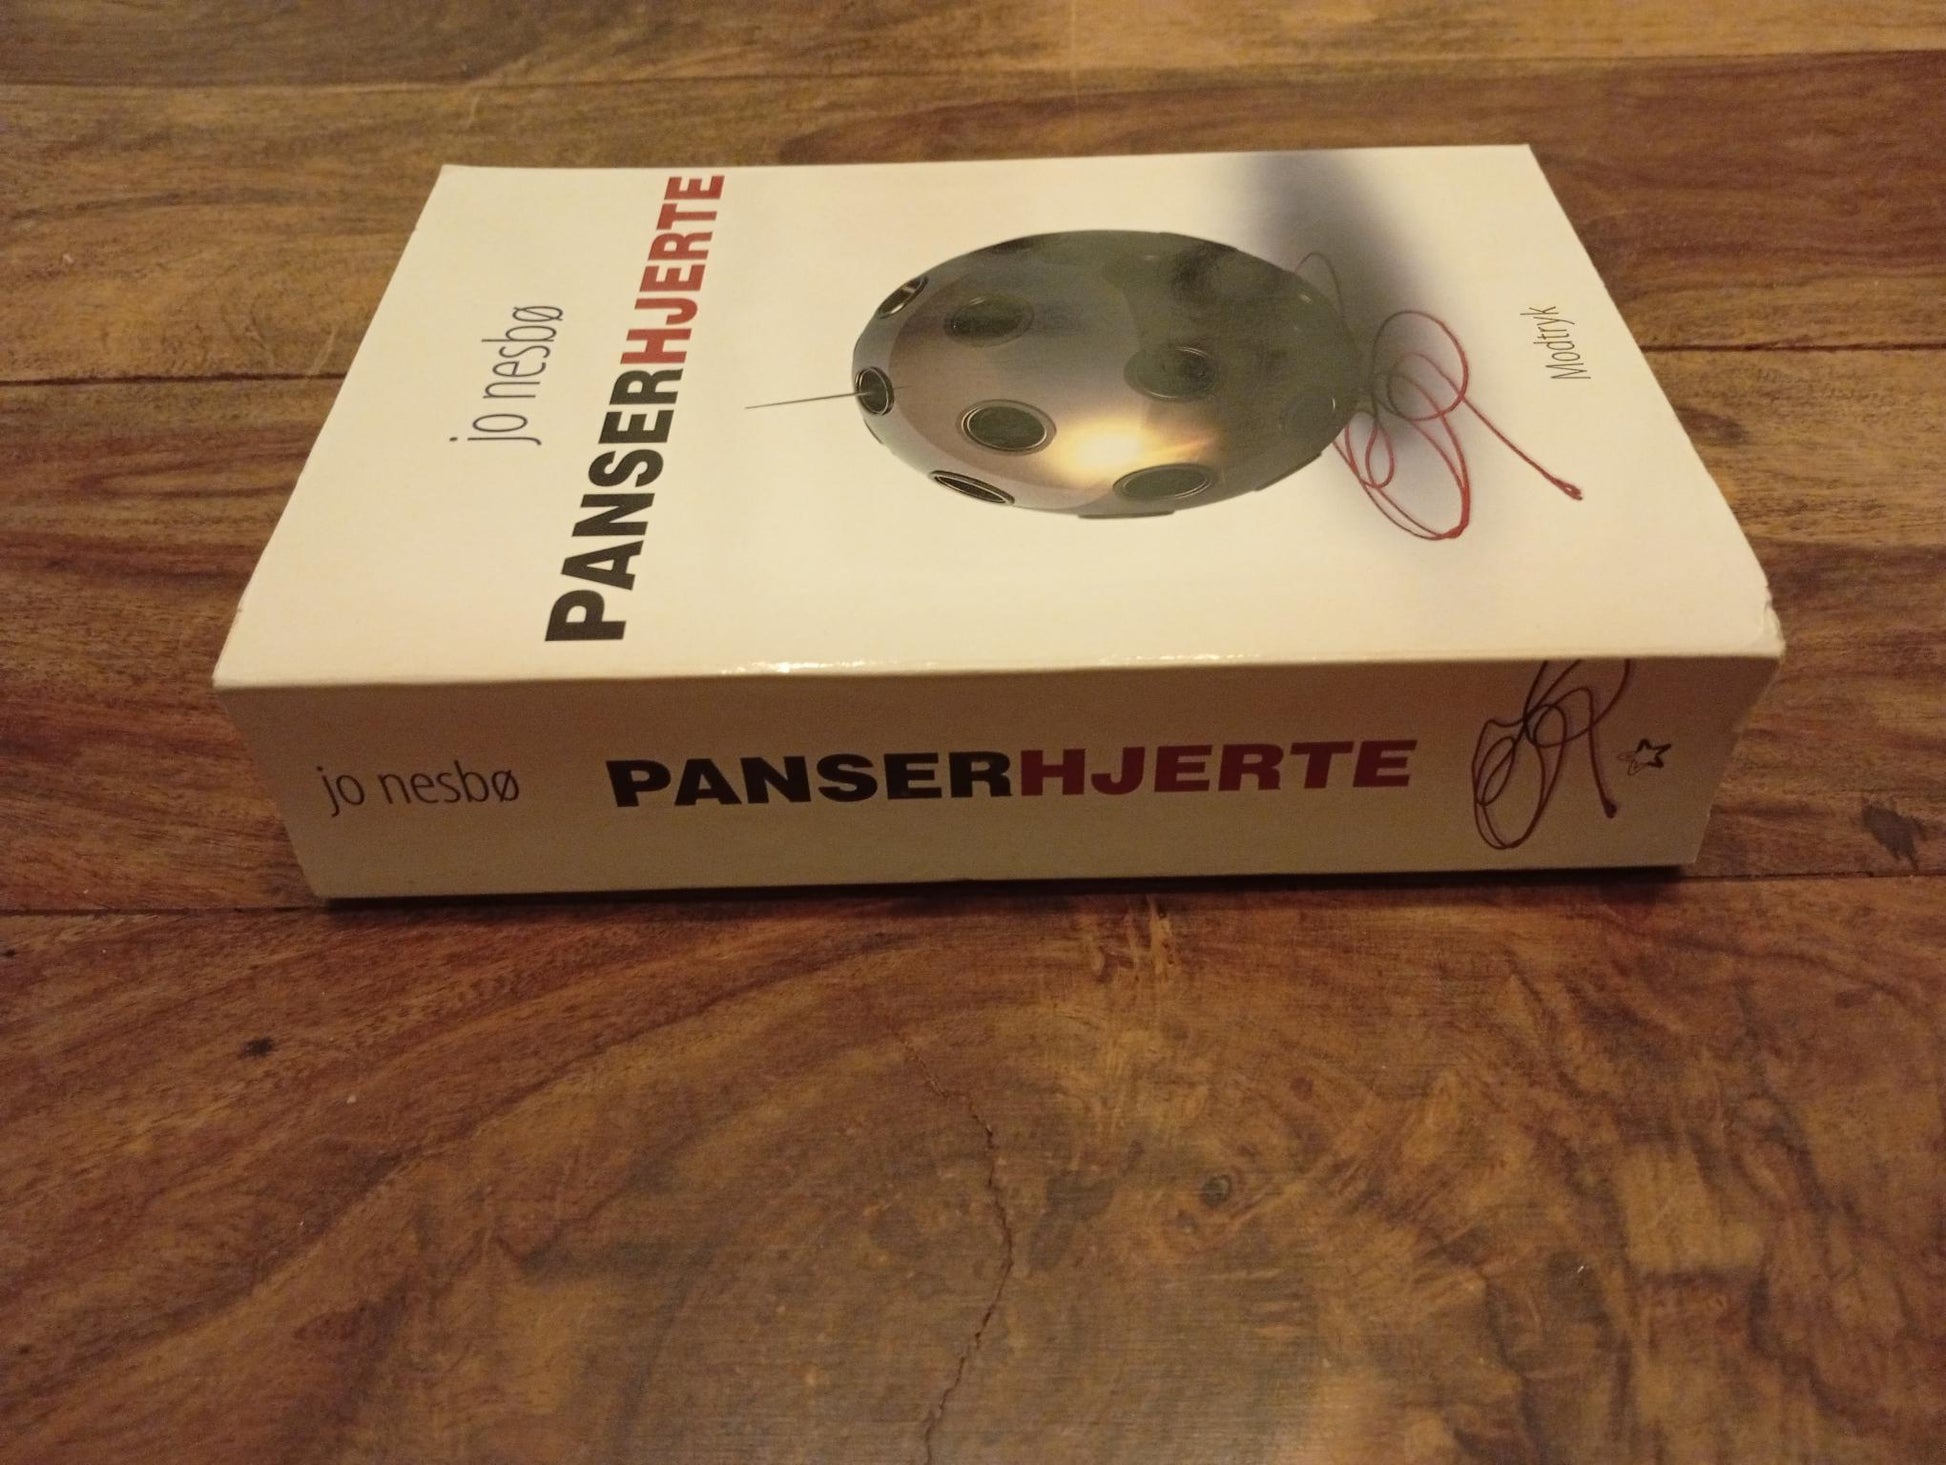 jo nesbø
PANSERHJERTE
Modtryk
jo nesbø
PANSERHJERTE